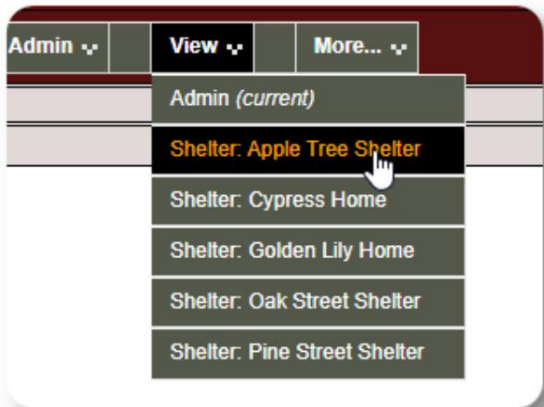 Admin View More...
Admin (current)
Shelter: Apple Tree Shelter
Shelter: Cypress Home
Shelter: Golden Lily Home
Shelter: Oak Street Shelter
Shelter: Pine Street Shelter